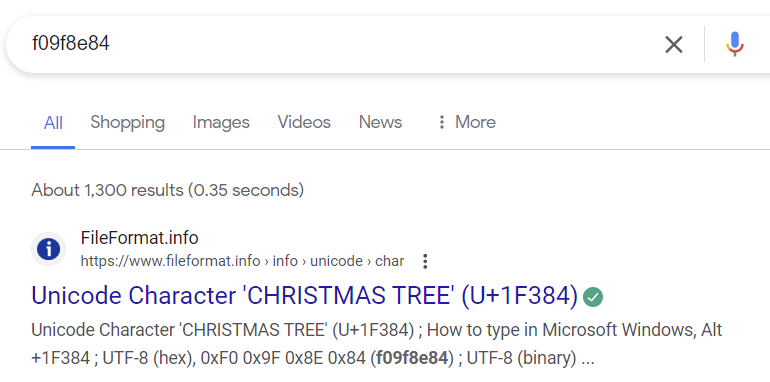 f09f8e84
All Shopping Images Videos News More
About 1,300 results (0.35 seconds)
FileFormat.info
https://www.fileformat.info › info › unicode › char
Unicode Character 'CHRISTMAS TREE' (U+1F384)
Unicode Character 'CHRISTMAS TREE' (U+1F384) ; How to type in Microsoft Windows, Alt
+1F384 ; UTF-8 (hex), 0xF0 0x9F 0x8E 0x84 (f09f8e84) ; UTF-8 (binary) ...